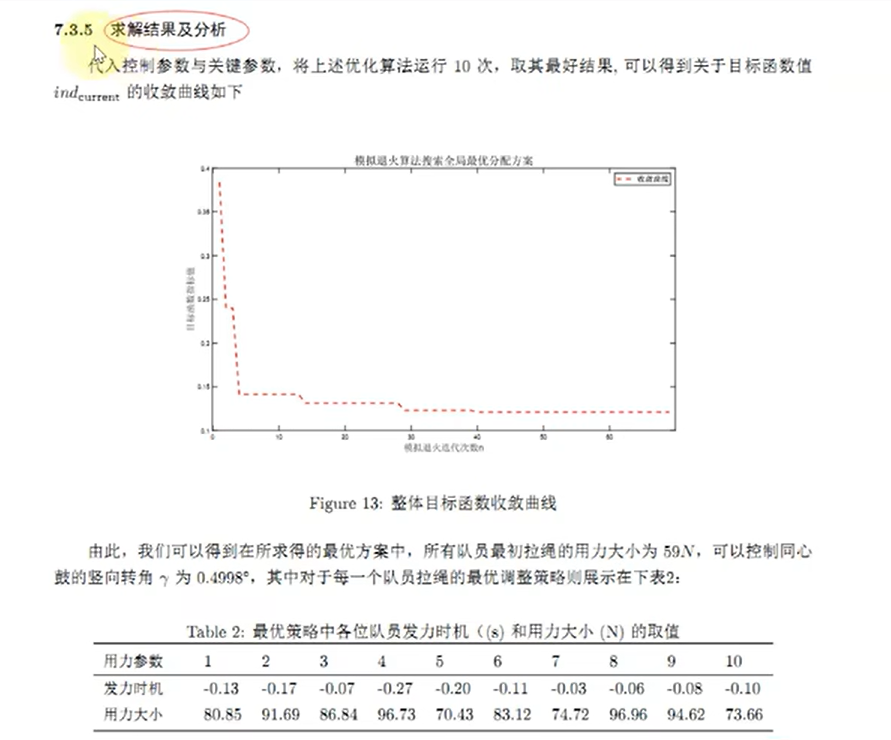 7.3.5 求解结果及分析
代入控制参数与关键参数，将上述优化算法运行 10 次，取其最好结果, 可以得到关于目标函数值
indcurrent 的收敛曲线如下
模拟退火算法搜索全局最优分配方案
0.4
收敛曲线
0.35
0.3
0.25
0.2
0.15
0.1
目标函数指标值
0 10 20 30 40 50 60
模拟退火迭代次数n
Figure 13: 整体目标函数收敛曲线
由此，我们可以得到在所求得的最优方案中，所有队员最初拉绳的用力大小为 59N，可以控制同心
鼓的竖向转角 γ 为 0.4998°，其中对于每一个队员拉绳的最优调整策略则展示在下表2:
Table 2: 最优策略中各位队员发力时机（(s) 和用力大小 (N) 的取值
用力参数 1 2 3 4 5 6 7 8 9 10
发力时机 -0.13 -0.17 -0.07 -0.27 -0.20 -0.11 -0.03 -0.06 -0.08 -0.10
用力大小 80.85 91.69 86.84 96.73 70.43 83.12 74.72 96.96 94.62 73.66